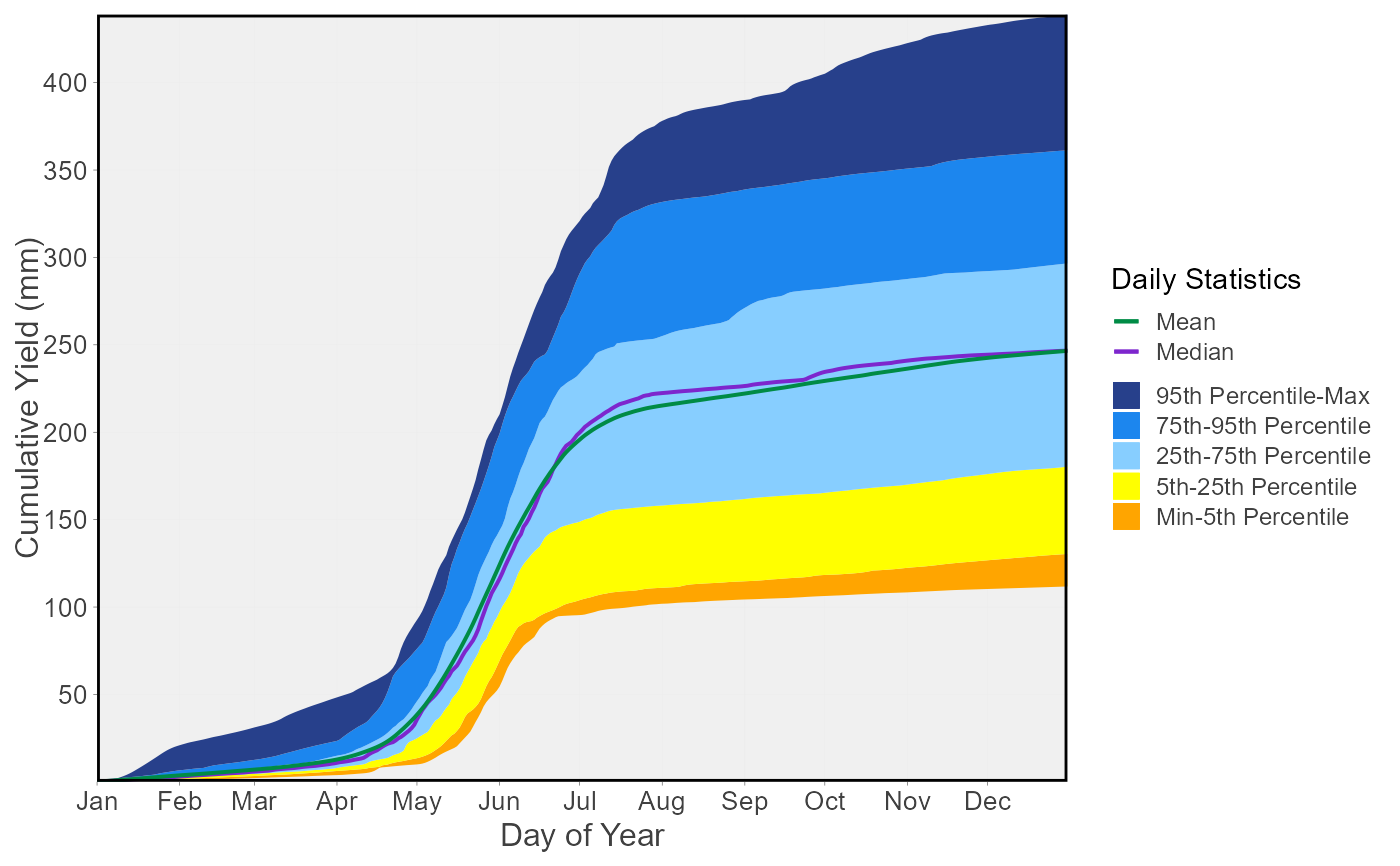 Cumulative Yield (mm)
400
350
300
250
200
150
100
50
Jan Feb Mar Apr May Jun Jul Aug Sep Oct Nov Dec
Day of Year
Daily Statistics
Mean
Median
95th Percentile-Max
75th-95th Percentile
25th-75th Percentile
5th-25th Percentile
Min-5th Percentile